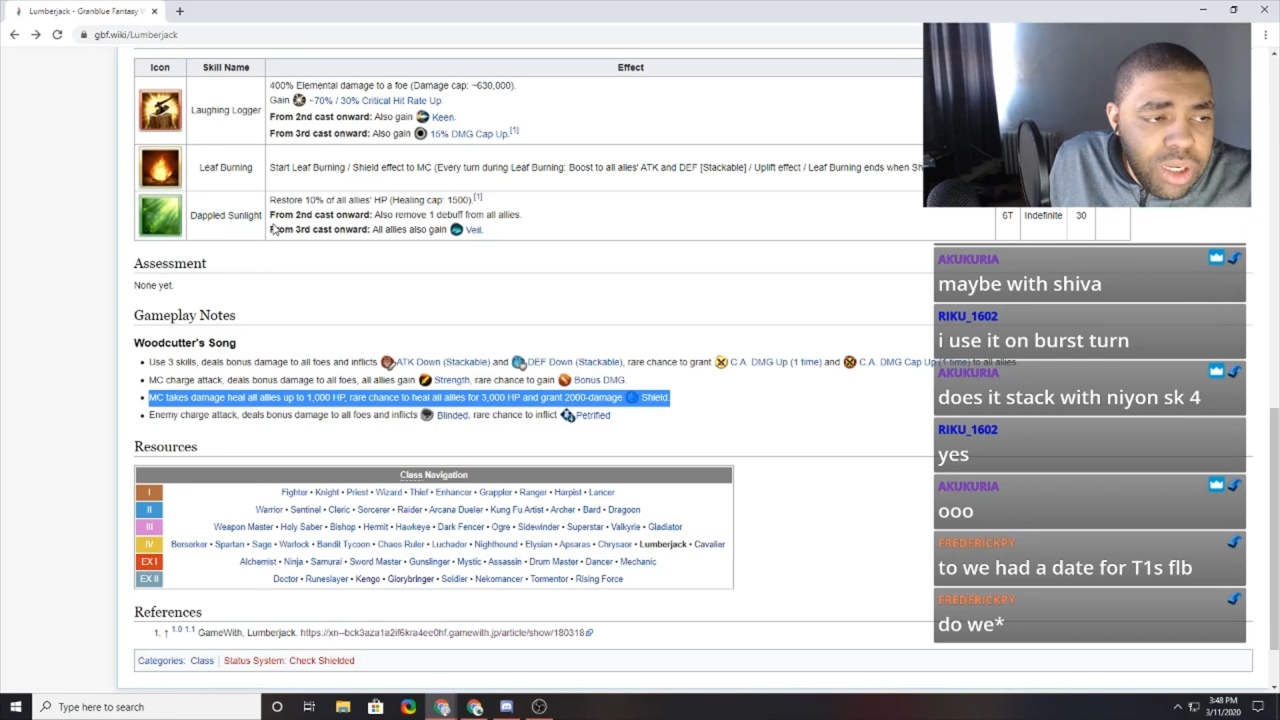 Lumberjack - Granblue Fantasy
gbf.wiki/Lumberjack
Icon
Skill Name
Effect
Laughing Logger
400% Elemental damage to a foe (Damage cap: ~630,000).
Gain ~70% / 30% Critical Hit Rate Up.
From 2nd cast onward: Also gain Keen.
From 3rd cast onward: Also gain 15% DMG Cap Up.[1]
Leaf Burning
Start Leaf Burning / Shield effect to MC (Every turn during Leaf Burning: Boost to all allies' ATK and DEF [Stackable] / Uplift effect / Leaf Burning ends when Sh
Dappled Sunlight
Restore 10% of all allies' HP (Healing cap: 1500).[1]
From 2nd cast onward: Also remove 1 debuff from all allies.
From 3rd cast onward: All allies also gain Veil.
6T
Indefinite
30
Assessment
None yet.
Gameplay Notes
Woodcutter's Song
• Use 3 skills, deals bonus damage to all foes and inflicts ATK Down (Stackable) and DEF Down (Stackable), rare chance to grant C.A. DMG Up (1 time) and C.A. DMG Cap Up (1 time) to all allies.
• MC charge attack, deals bonus damage to all foes, all allies gain Strength, rare chance to gain Bonus DMG.
• MC takes damage heal all allies up to 1,000 HP, rare chance to heal all allies for 3,000 HP and grant 2000-damage Shield.
• Enemy charge attack, deals bonus damage to all foes and inflicts Blinded, rare chance to inflict Petrified
Resources
Class Navigation
I
Fighter • Knight • Priest • Wizard • Thief • Enhancer • Grappler • Ranger • Harpist • Lancer
II
Warrior • Sentinel • Cleric • Sorcerer • Raider • Arcana Dueler • Kung Fu Artist • Archer • Bard • Dragoon
III
Weapon Master • Holy Saber • Bishop • Hermit • Hawkeye • Dark Fencer • Ogre • Sidewinder • Superstar • Valkyrie • Gladiator
IV
Berserker • Spartan • Sage • Warlock • Bandit Tycoon • Chaos Ruler • Luchador • Nighthound • Elysian • Apsaras • Chrysaor • Lumberjack • Cavalier
EX I
Alchemist • Ninja • Samurai • Sword Master • Gunslinger • Mystic • Assassin • Drum Master • Dancer • Mechanic
EX II
Doctor • Runeslayer • Kengo • Glorybringer • Soldier • Nekomancer • Tormentor • Rising Force
References
1. ↑ 1.0 1.1 GameWith, Lumberjack. https://xn--bck3aza1a2if6kra4ee0hf.gamewith.jp/article/show/180318
Categories: Class | Status System: Check Shielded
AKUKURIA
maybe with shiva
RIKU_1602
i use it on burst turn
AKUKURIA
does it stack with niyon sk 4
RIKU_1602
yes
AKUKURIA
ooo
FREDERICKPY
to we had a date for T1s flb
FREDERICKPY
do we*
Type here to search
3:48 PM
3/11/2020